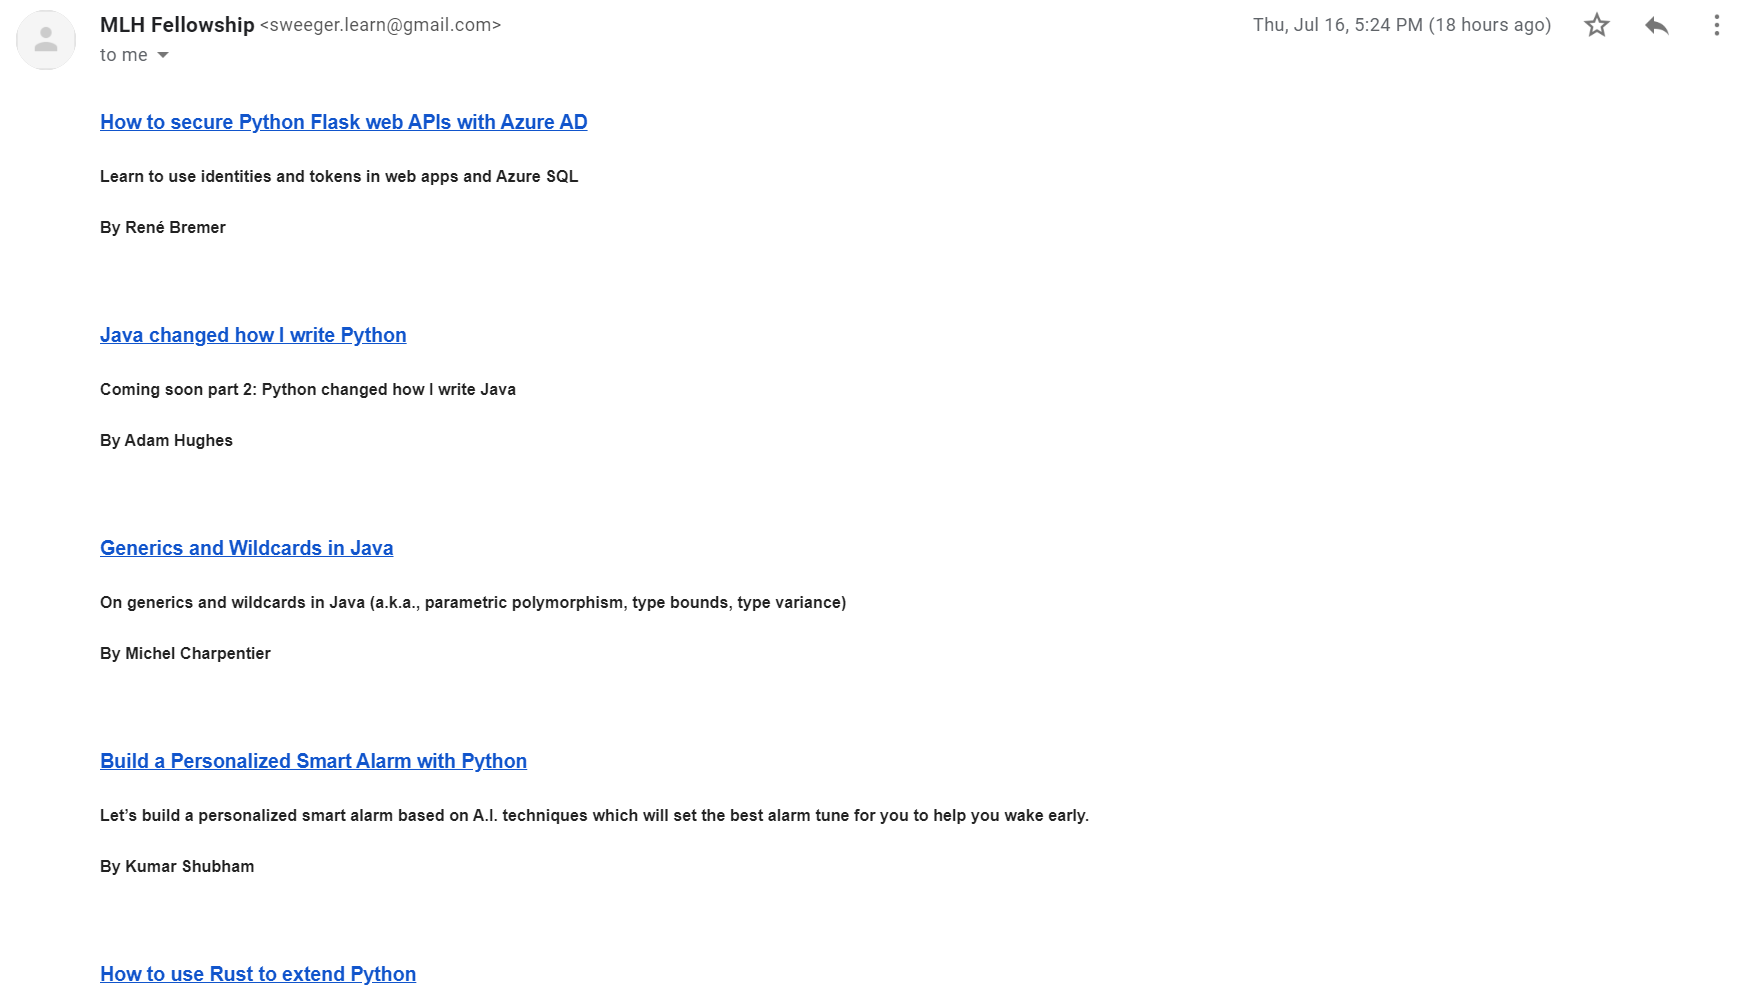 MLH Fellowship <sweeger.learn@gmail.com> Thu, Jul 16, 5:24 PM (18 hours ago)
to me
How to secure Python Flask web APIs with Azure AD
Learn to use identities and tokens in web apps and Azure SQL
By René Bremer
Java changed how I write Python
Coming soon part 2: Python changed how I write Java
By Adam Hughes
Generics and Wildcards in Java
On generics and wildcards in Java (a.k.a., parametric polymorphism, type bounds, type variance)
By Michel Charpentier
Build a Personalized Smart Alarm with Python
Let’s build a personalized smart alarm based on A.I. techniques which will set the best alarm tune for you to help you wake early.
By Kumar Shubham
How to use Rust to extend Python